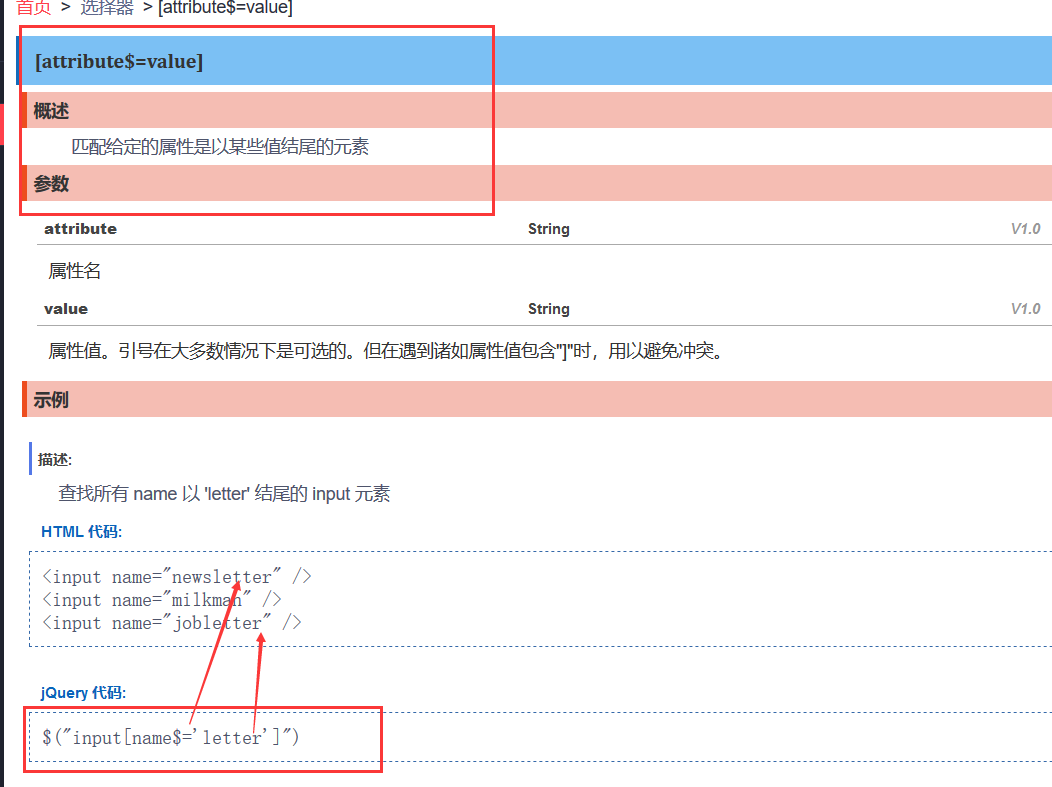 首页 > 选择器 > [attribute$=value]
[attribute$=value]
概述
匹配给定的属性是以某些值结尾的元素
参数
attribute String V1.0
属性名
value String V1.0
属性值。引号在大多数情况下是可选的。但在遇到诸如属性值包含"]"时，用以避免冲突。
示例
描述:
查找所有 name 以 'letter' 结尾的 input 元素
HTML 代码:
<input name="newsletter" />
<input name="milkman" />
<input name="jobletter" />
jQuery 代码:
$("input[name$='letter']")